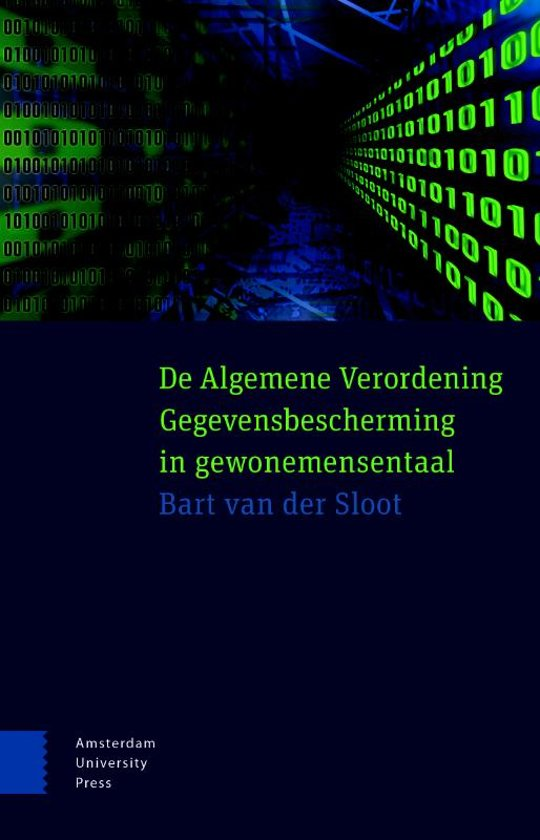 De Algemene Verordening
Gegevensbescherming
in gewonemensentaal
Bart van der Sloot
Amsterdam
University
Press